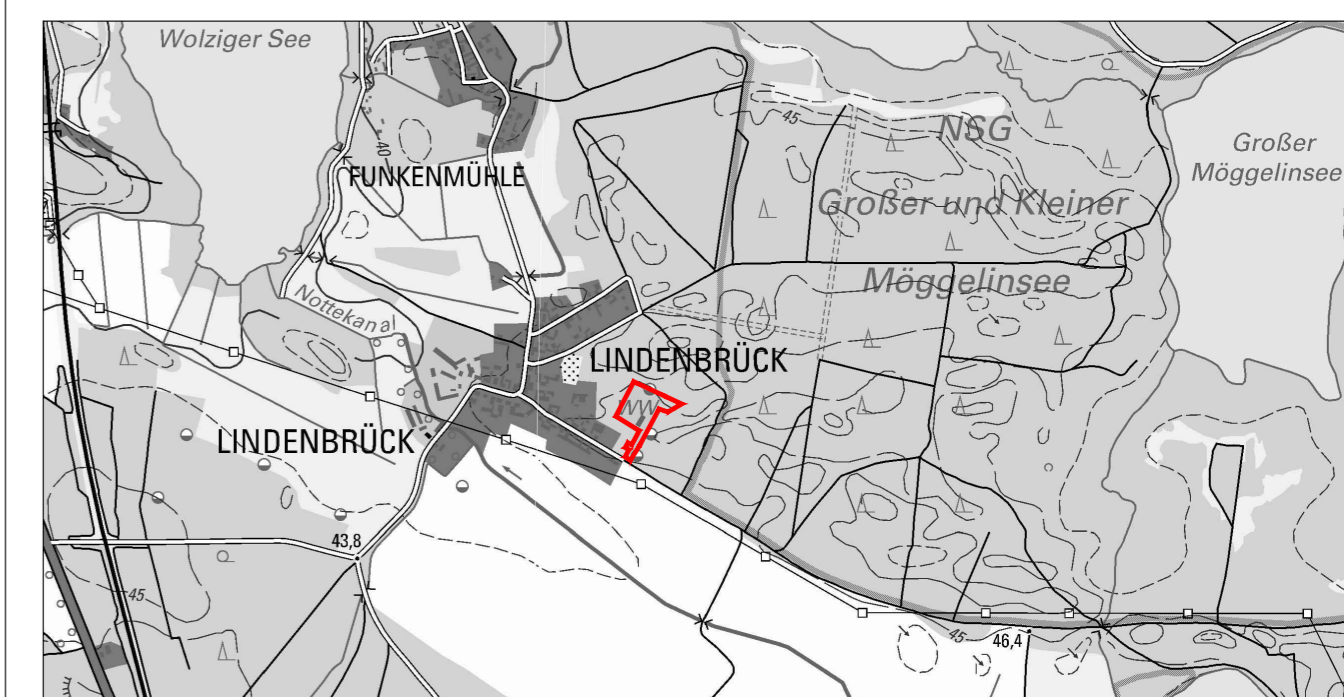 Wolziger See
45
NSG
Großer
Möggelinsee
40
FUNKENMÜHLE
Großer und Kleiner
Möggelinsee
Nottekanal
LINDENBRÜCK
WW
LINDENBRÜCK
43,8
45
45
46,4